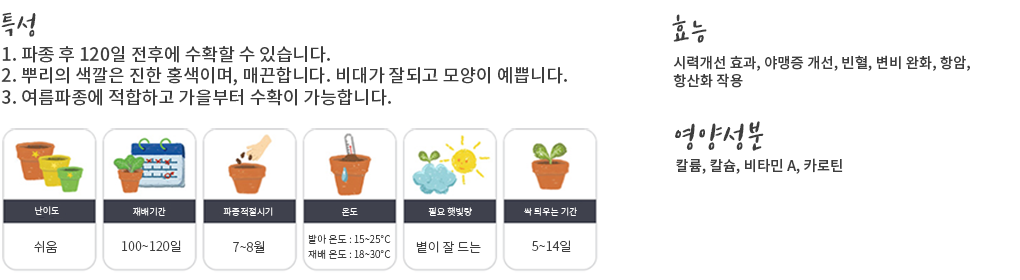 특성
1. 파종 후 120일 전후에 수확할 수 있습니다.
2. 뿌리의 색깔은 진한 홍색이며, 매끈합니다. 비대가 잘되고 모양이 예쁩니다.
3. 여름파종에 적합하고 가을부터 수확이 가능합니다.
난이도
쉬움
재배기간
100~120일
파종적절시기
7~8월
온도
발아 온도 : 15~25°C
재배 온도 : 18~30°C
필요 햇빛량
볕이 잘 드는
싹 틔우는 기간
5~14일
효능
시력개선 효과, 야맹증 개선, 빈혈, 변비 완화, 항암,
항산화 작용
영양성분
칼륨, 칼슘, 비타민 A, 카로틴